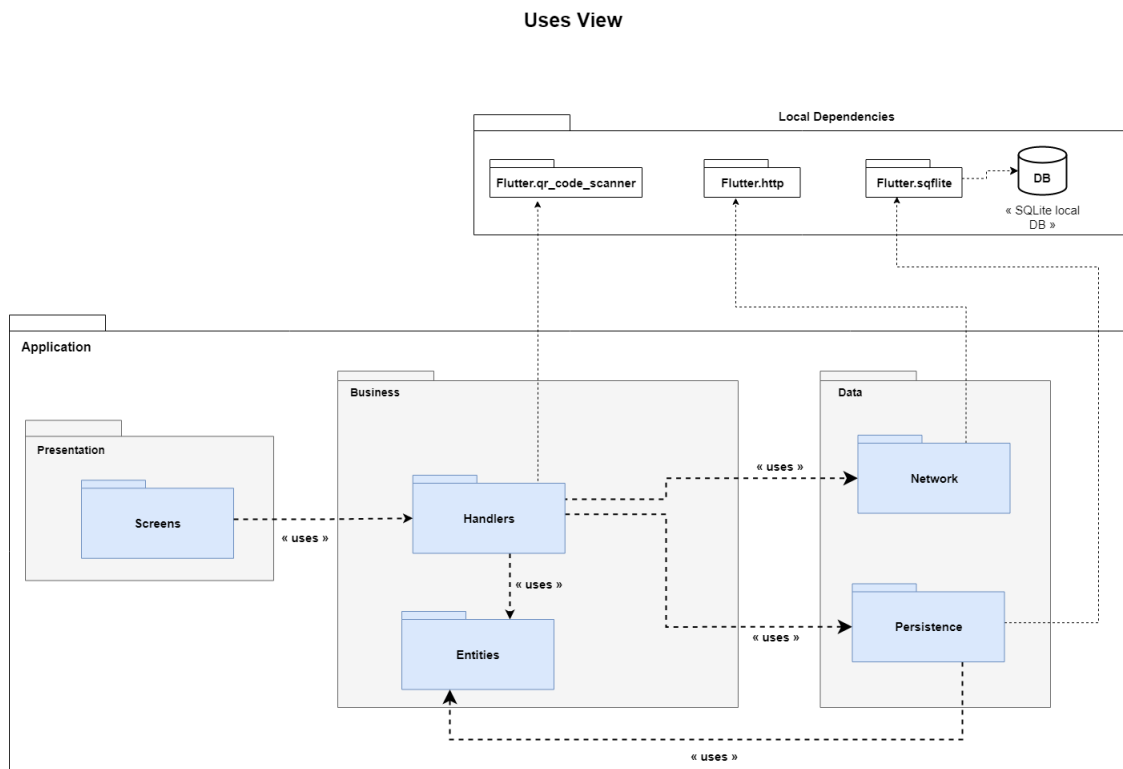 Uses View
Local Dependencies
Flutter.qr_code_scanner
Flutter.http
Flutter.sqflite
DB
« SQLite local
DB »
Application
Business
Data
Presentation
Screens
« uses »
Handlers
« uses »
Network
« uses »
Entities
« uses »
Persistence
« uses »